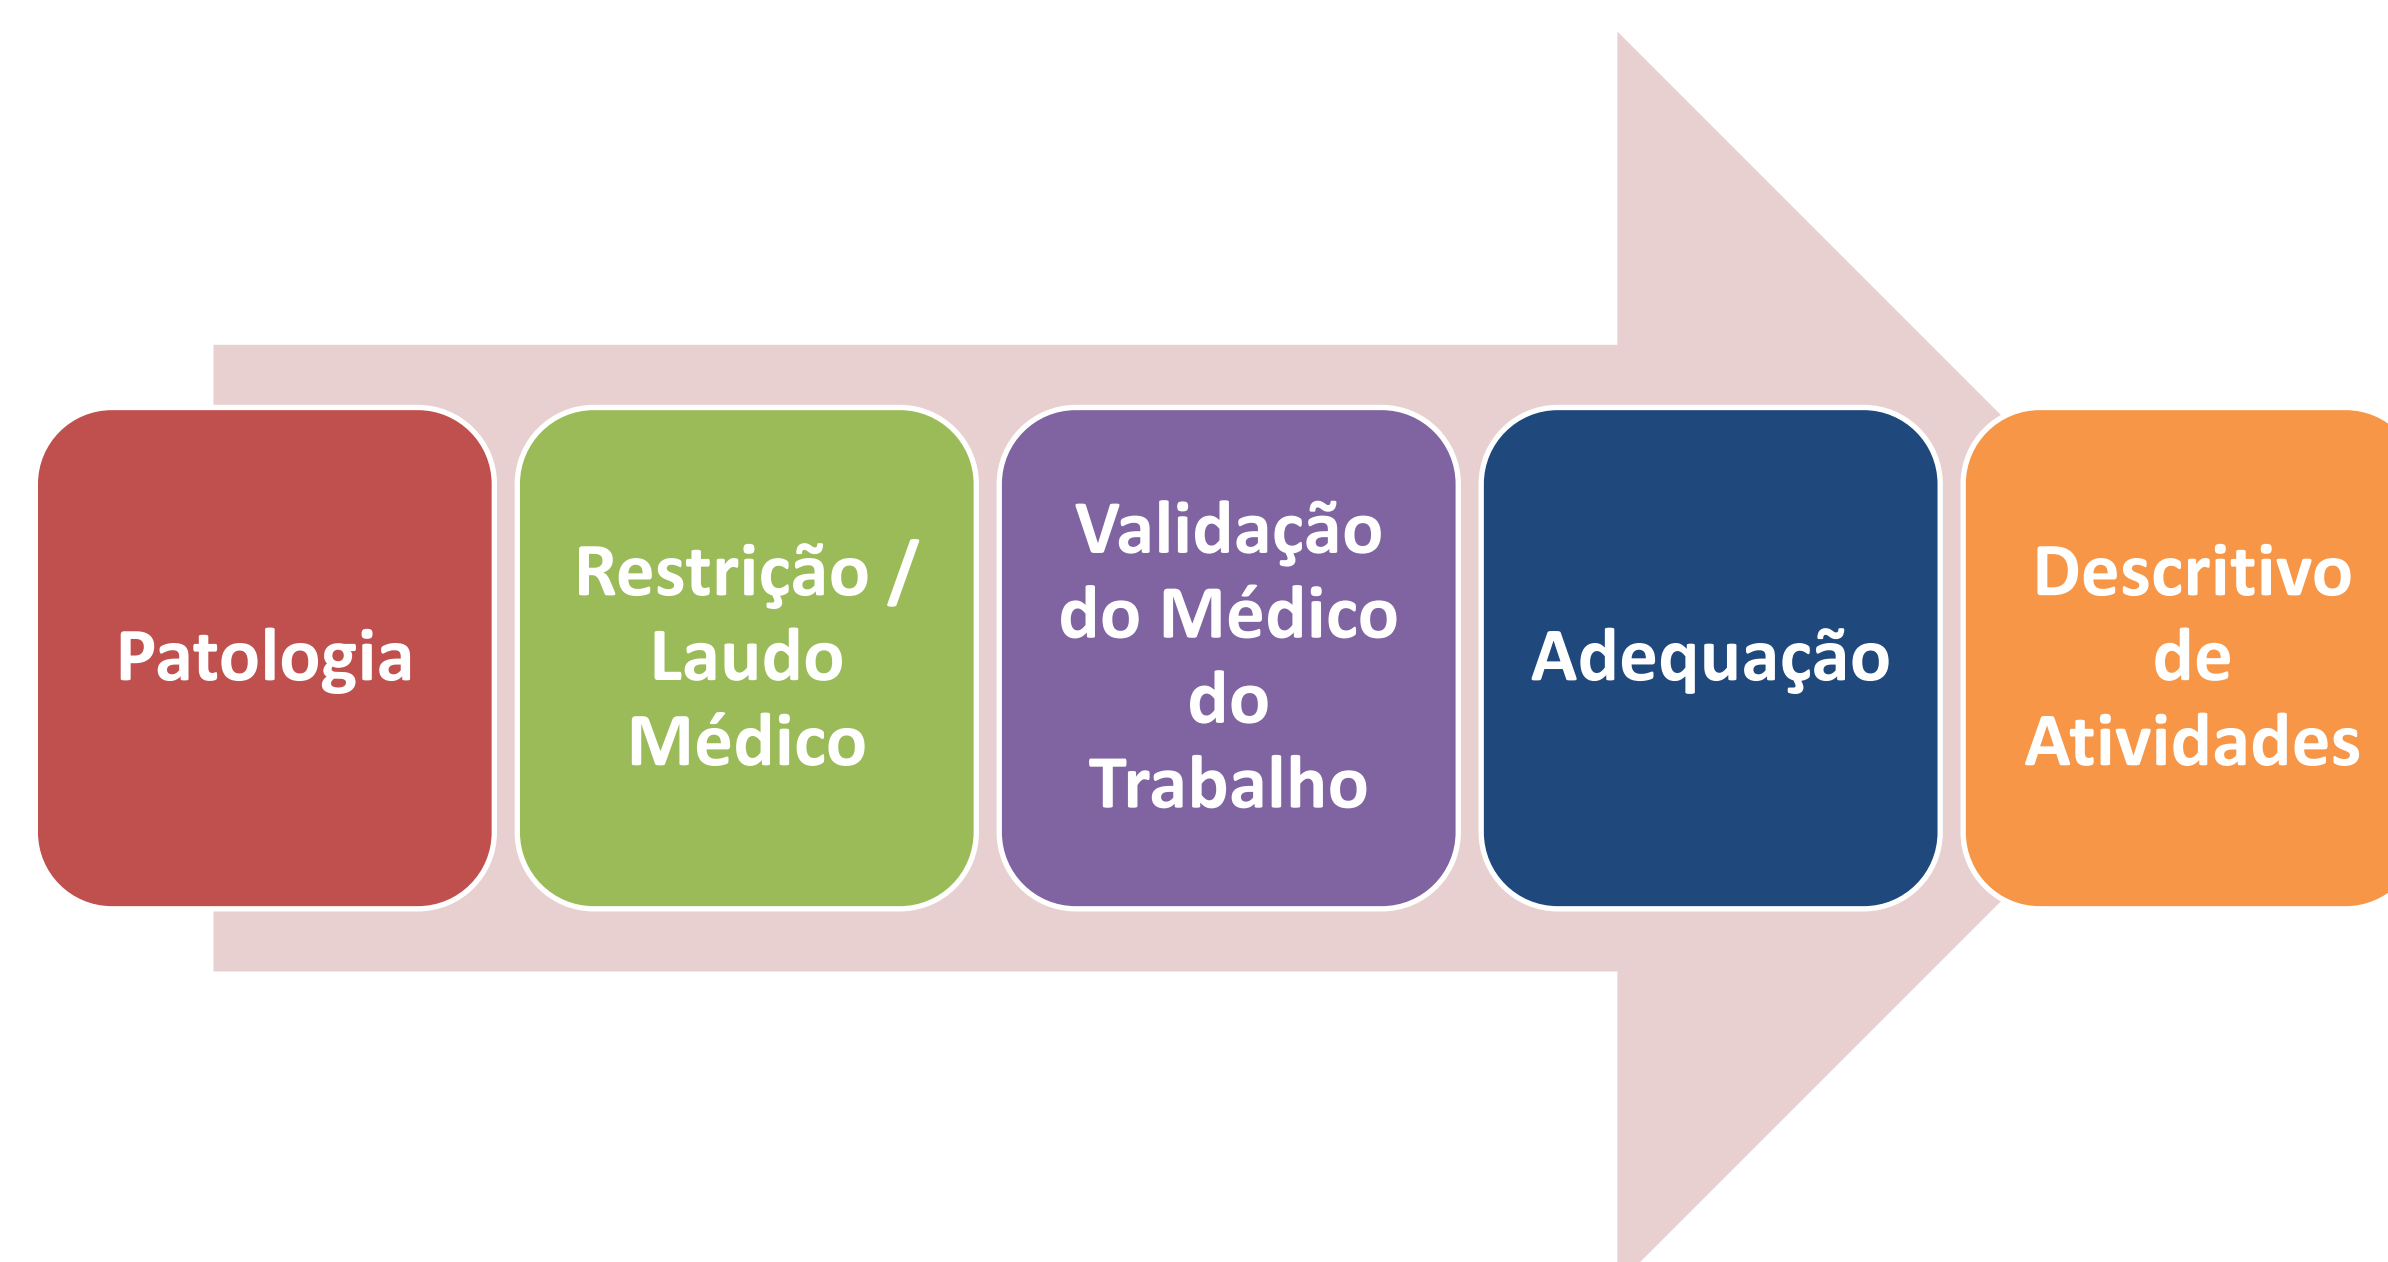 Patologia
Restrição /
Laudo
Médico
Validação
do Médico
do
Trabalho
Adequação
Descritivo
de
Atividades